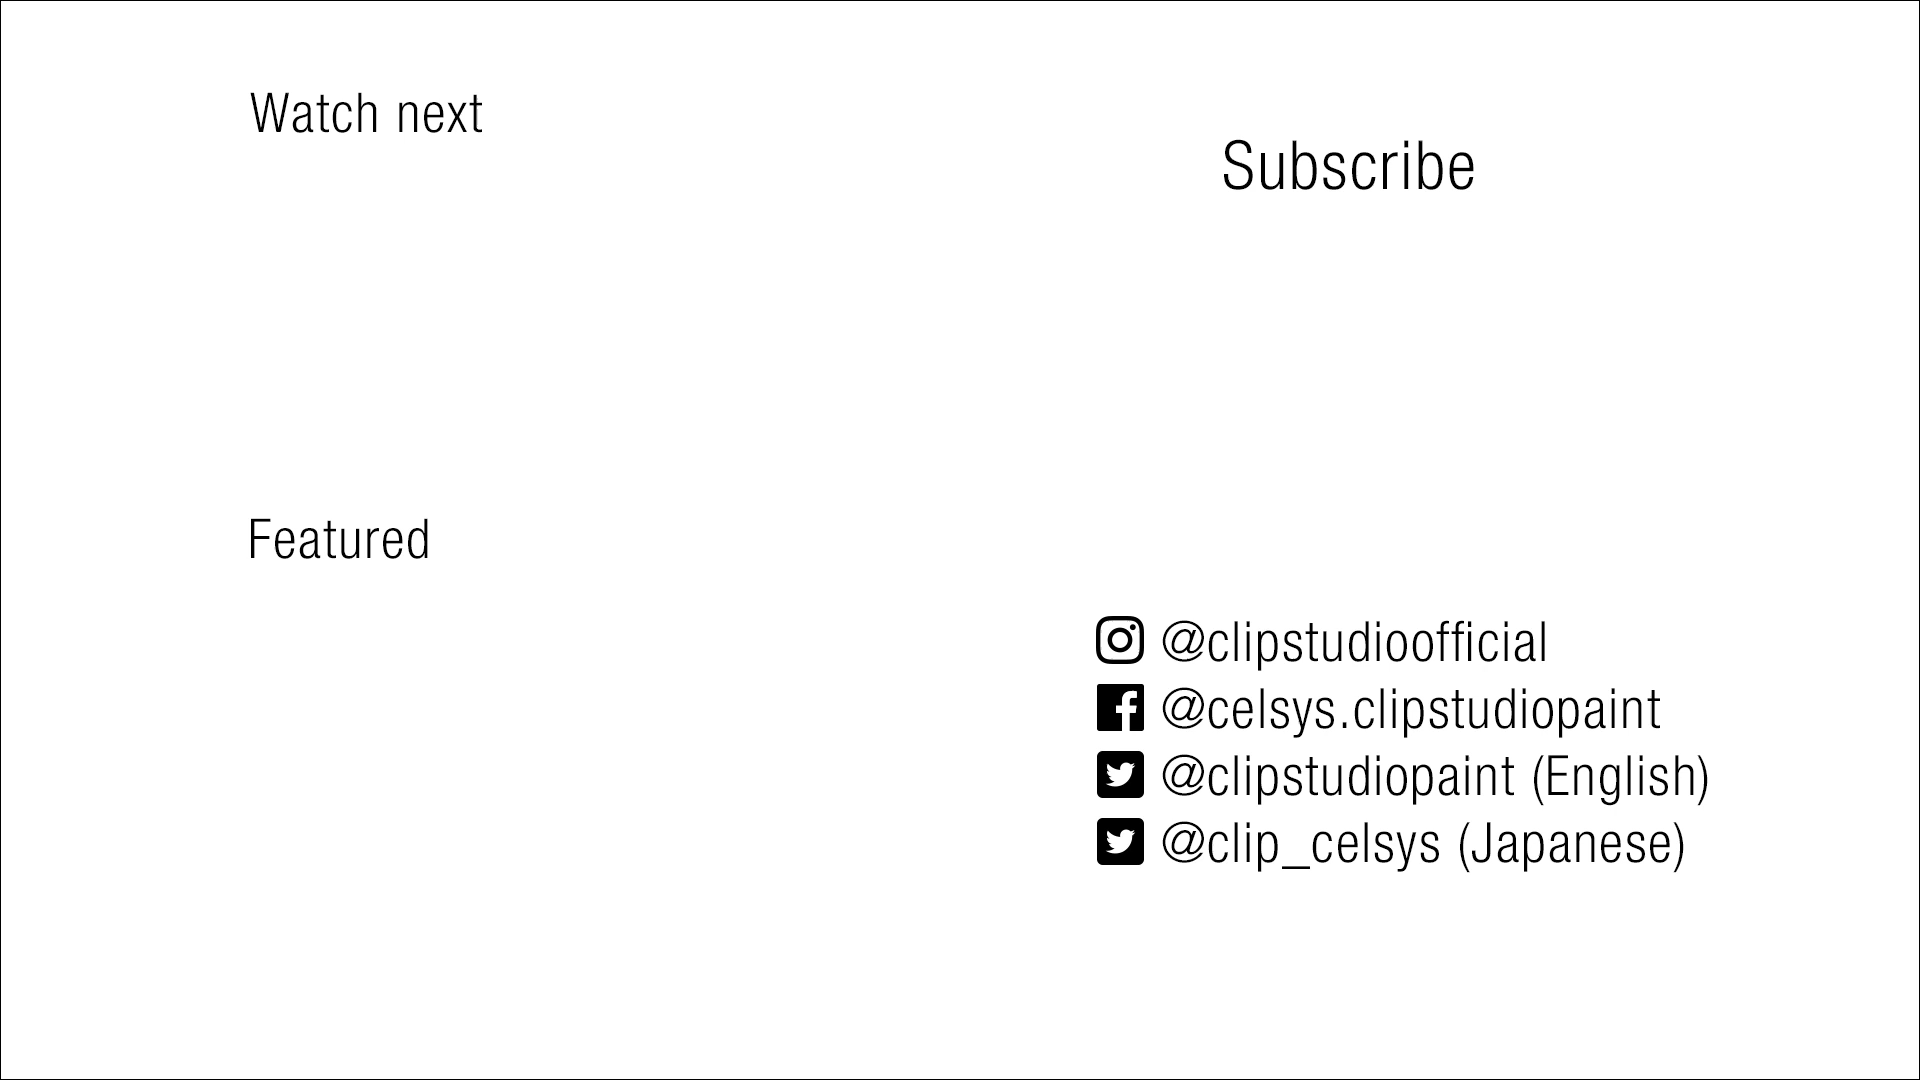 Watch next
Subscribe
Featured
@clipstudioofficial
@celsys.clipstudiopaint
@clipstudiopaint (English)
@clip_celsys (Japanese)